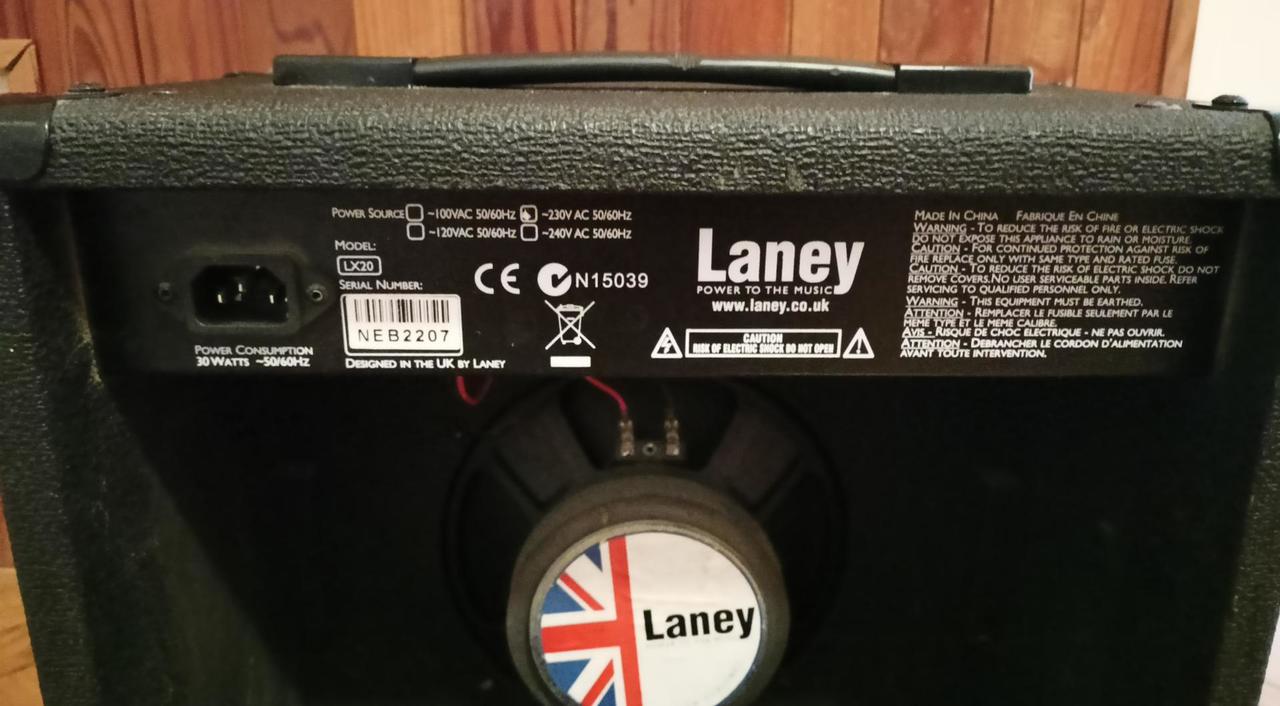 POWER SOURCE ~100VAC 50/60Hz ~230V AC 50/60Hz
~120VAC 50/60Hz ~240V AC 50/60Hz
MODEL:
LX20
SERIAL NUMBER:
NEB2207
DESIGNED IN THE UK BY LANEY
POWER CONSUMPTION
30 WATTS ~50/60Hz
CE N15039
Laney
POWER TO THE MUSIC
www.laney.co.uk
CAUTION
RISK OF ELECTRIC SHOCK DO NOT OPEN
MADE IN CHINA FABRIQUE EN CHINE
WARNING - TO REDUCE THE RISK OF FIRE OR ELECTRIC SHOCK
DO NOT EXPOSE THIS APPLIANCE TO RAIN OR MOISTURE.
CAUTION - FOR CONTINUED PROTECTION AGAINST RISK OF
FIRE REPLACE ONLY WITH SAME TYPE AND RATED FUSE.
CAUTION - TO REDUCE THE RISK OF ELECTRIC SHOCK DO NOT
REMOVE COVERS.NO USER SERVICEABLE PARTS INSIDE. REFER
SERVICING TO QUALIFIED PERSONNEL ONLY.
WARNING - THIS EQUIPMENT MUST BE EARTHED.
ATTENTION - REMPLACER LE FUSIBLE SEULEMENT PAR LE
MEME TYPE ET LE MEME CALIBRE.
AVIS - RISQUE DE CHOC ELECTRIQUE - NE PAS OUVRIR.
ATTENTION - DEBRANCHER LE CORDON D'ALIMENTATION
AVANT TOUTE INTERVENTION.
Laney